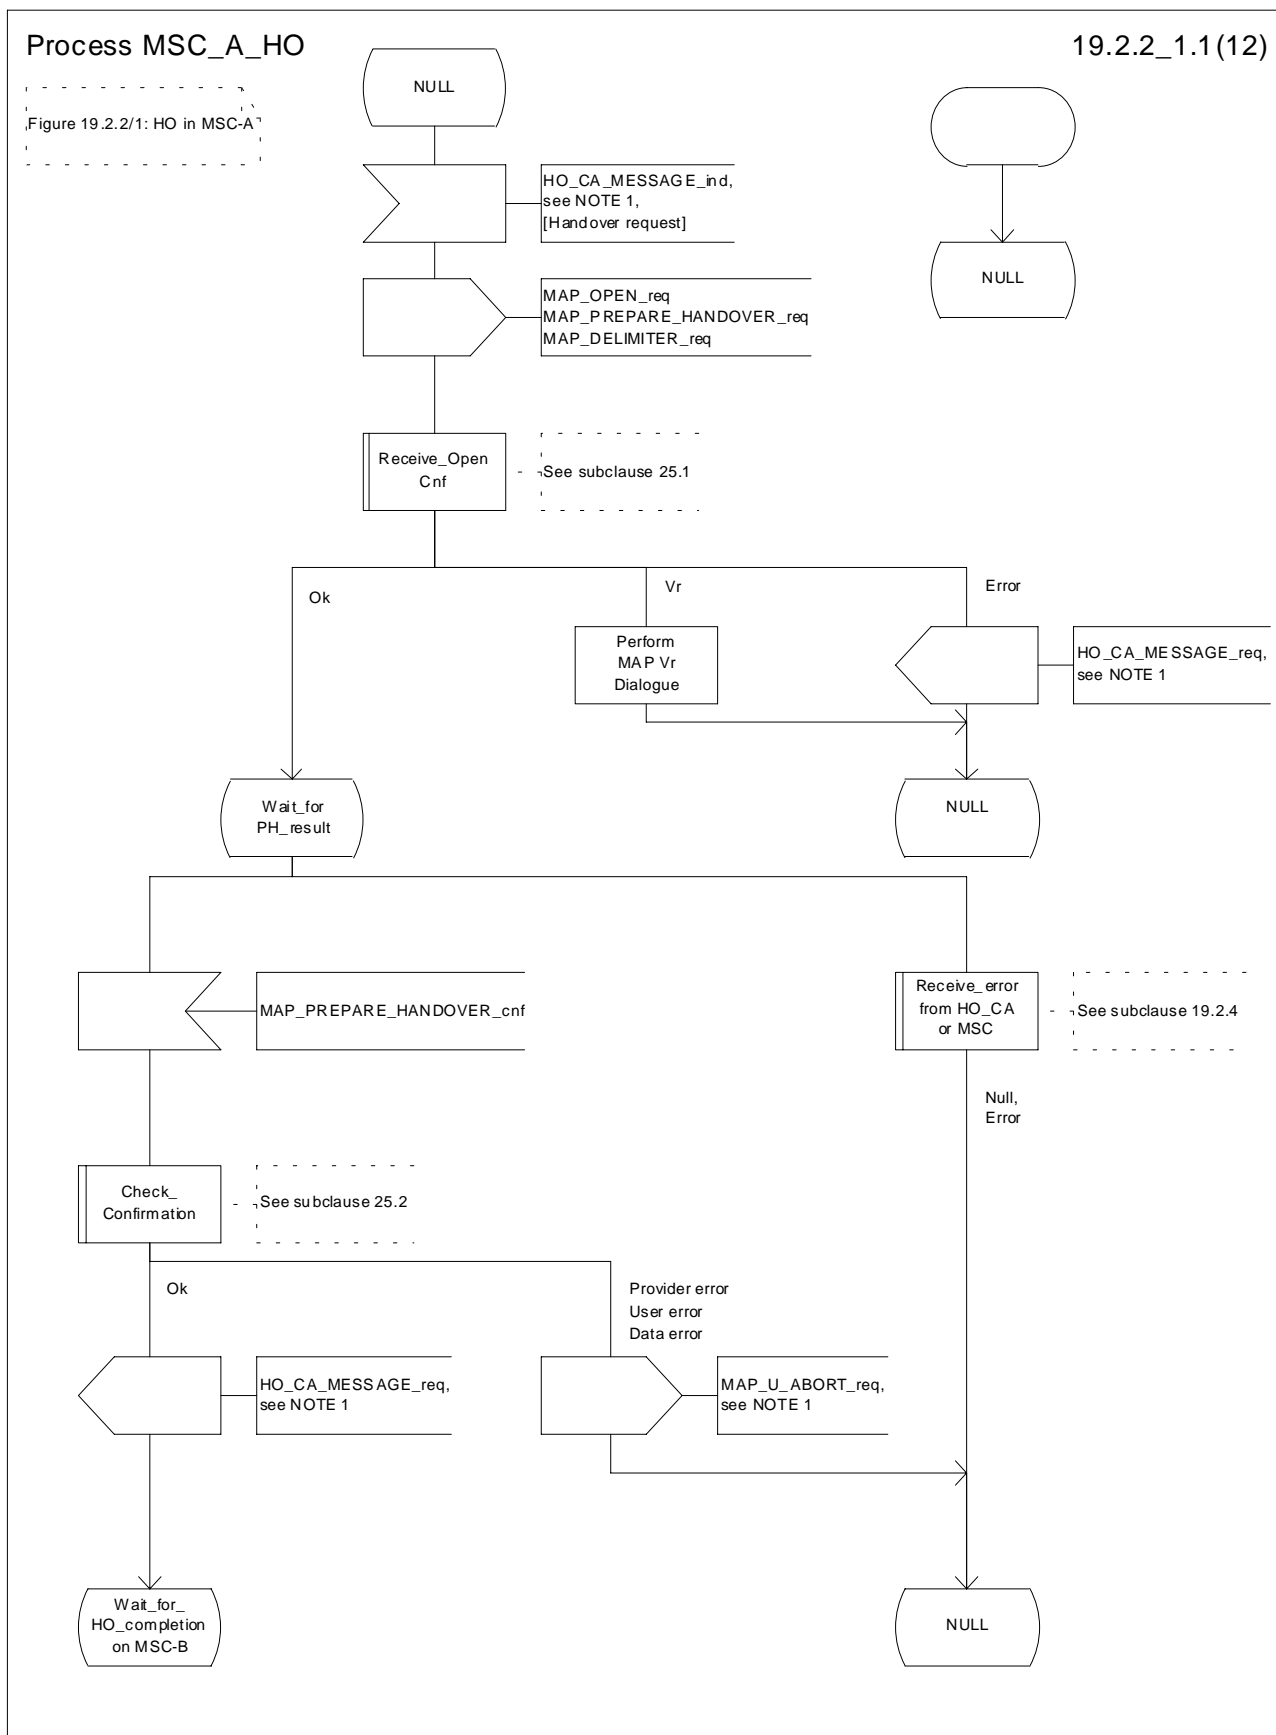 Process MSC_A_HO
19.2.2_1.1(12)
Figure 19.2.2/1: HO in MSC-A
NULL
HO_CA_MESSAGE_ind,
see NOTE 1,
[Handover request]
NULL
MAP_OPEN_req
MAP_PREPARE_HANDOVER_req
MAP_DELIMITER_req
Receive_Open
Cnf
See subclause 25.1
Ok
Vr
Error
Perform
MAP Vr
Dialogue
HO_CA_MESSAGE_req,
see NOTE 1
Wait_for
PH_result
NULL
MAP_PREPARE_HANDOVER_cnf
Receive_error
from HO_CA
or MSC
See subclause 19.2.4
Null,
Error
Check_
Confirmation
See subclause 25.2
Ok
Provider error
User error
Data error
HO_CA_MESSAGE_req,
see NOTE 1
MAP_U_ABORT_req,
see NOTE 1
Wait_for_
HO_completion
on MSC-B
NULL